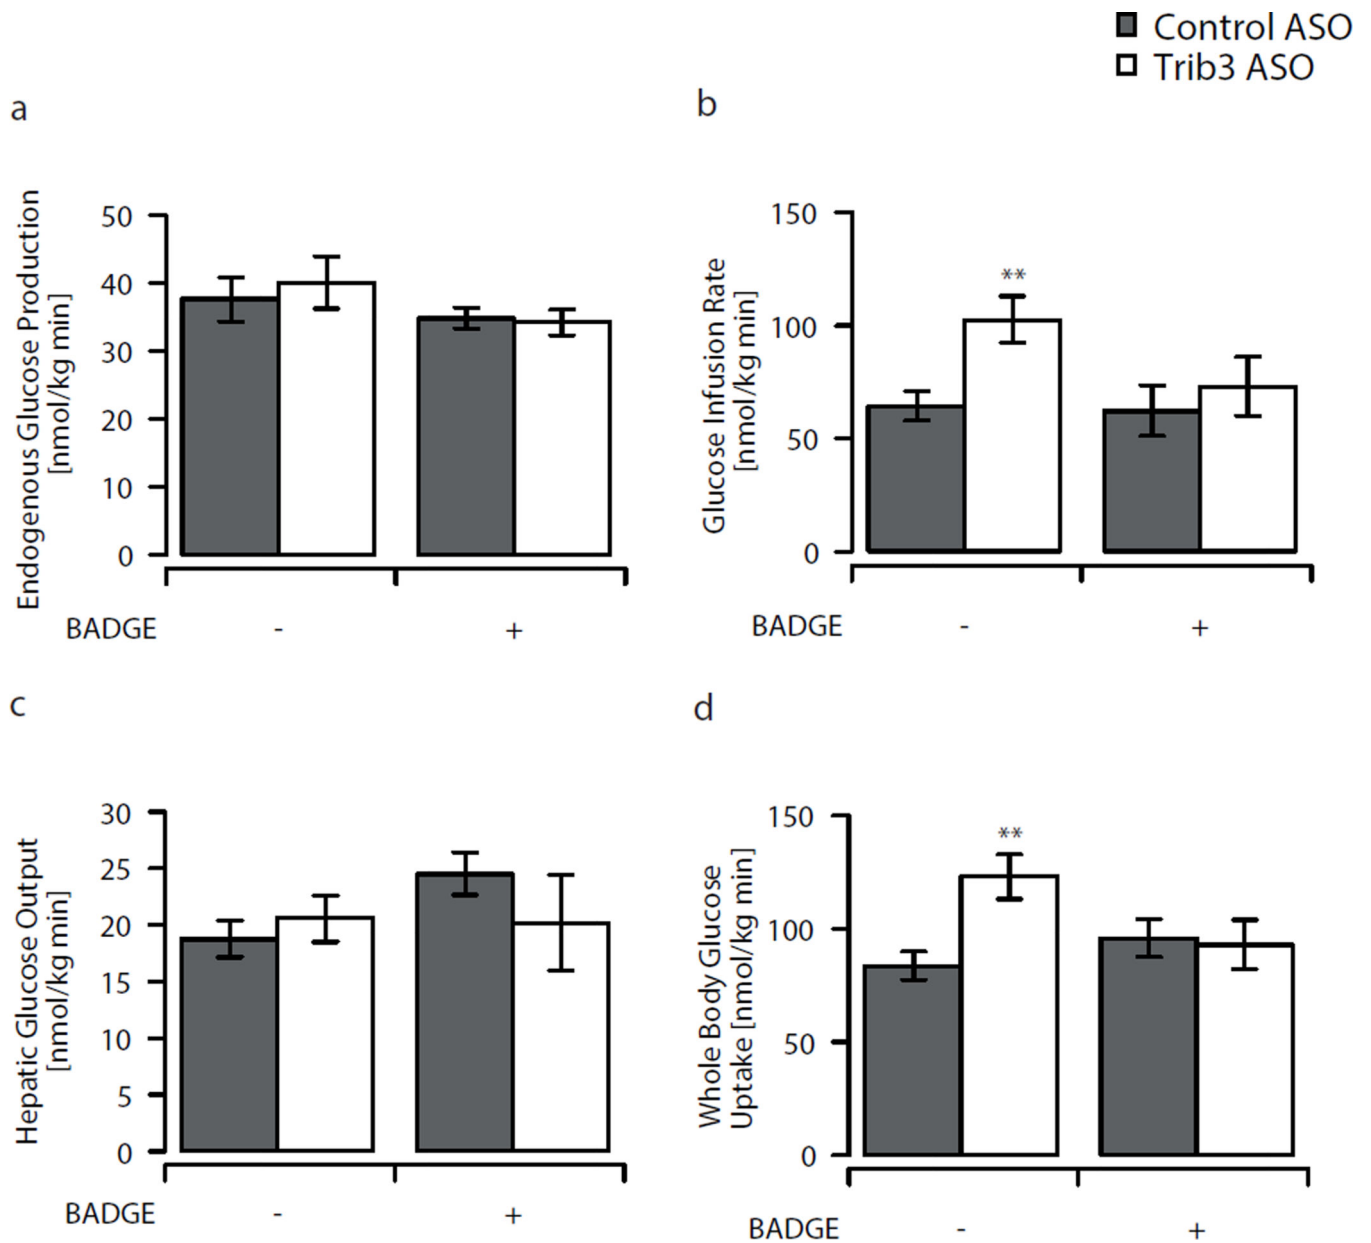 Control ASO
Trib3 ASO
a
Endogenous Glucose Production
[nmol/kg min]
50
40
30
20
10
0
BADGE - +
b
Glucose Infusion Rate
[nmol/kg min]
150
100
50
0
**
BADGE - +
c
Hepatic Glucose Output
[nmol/kg min]
30
25
20
15
10
5
0
BADGE - +
d
Whole Body Glucose
Uptake [nmol/kg min]
150
100
50
0
**
BADGE - +